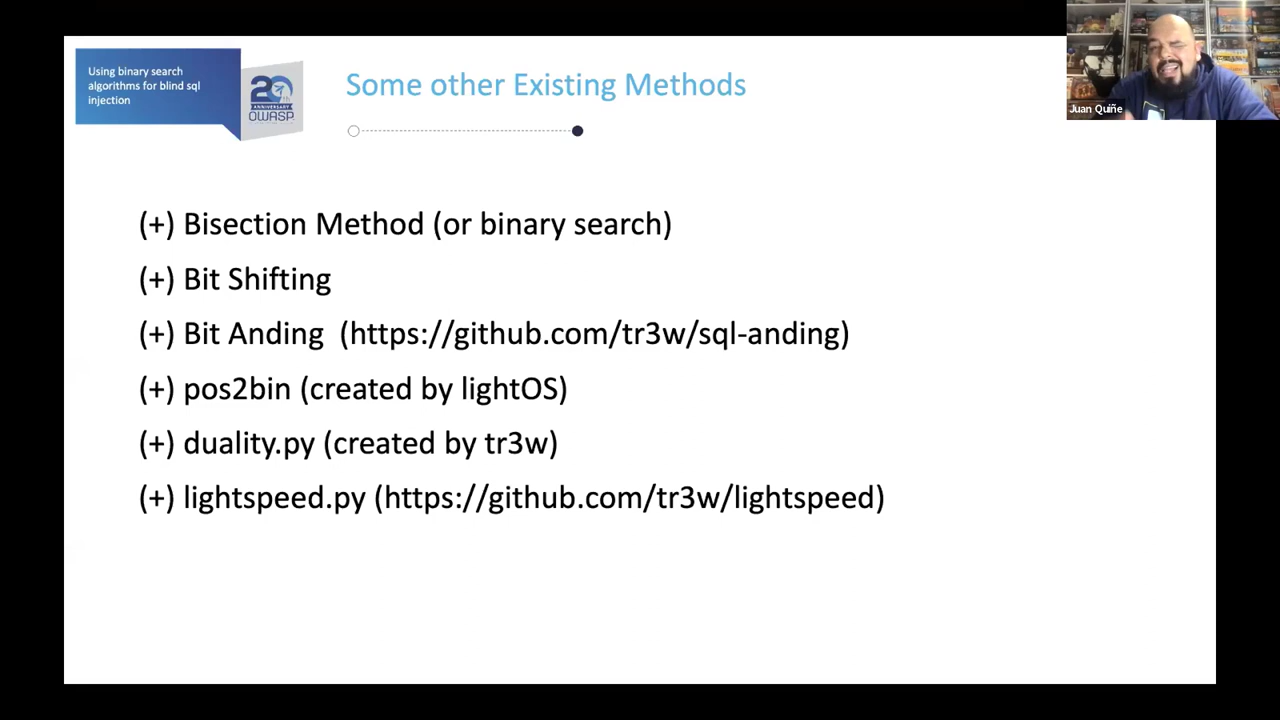 Using binary search
algorithms for blind sql
injection
20
ANNIVERSARY
OWASP
Some other Existing Methods
Juan Quiñe
(+) Bisection Method (or binary search)
(+) Bit Shifting
(+) Bit Anding  (https://github.com/tr3w/sql-anding)
(+) pos2bin (created by lightOS)
(+) duality.py (created by tr3w)
(+) lightspeed.py (https://github.com/tr3w/lightspeed)